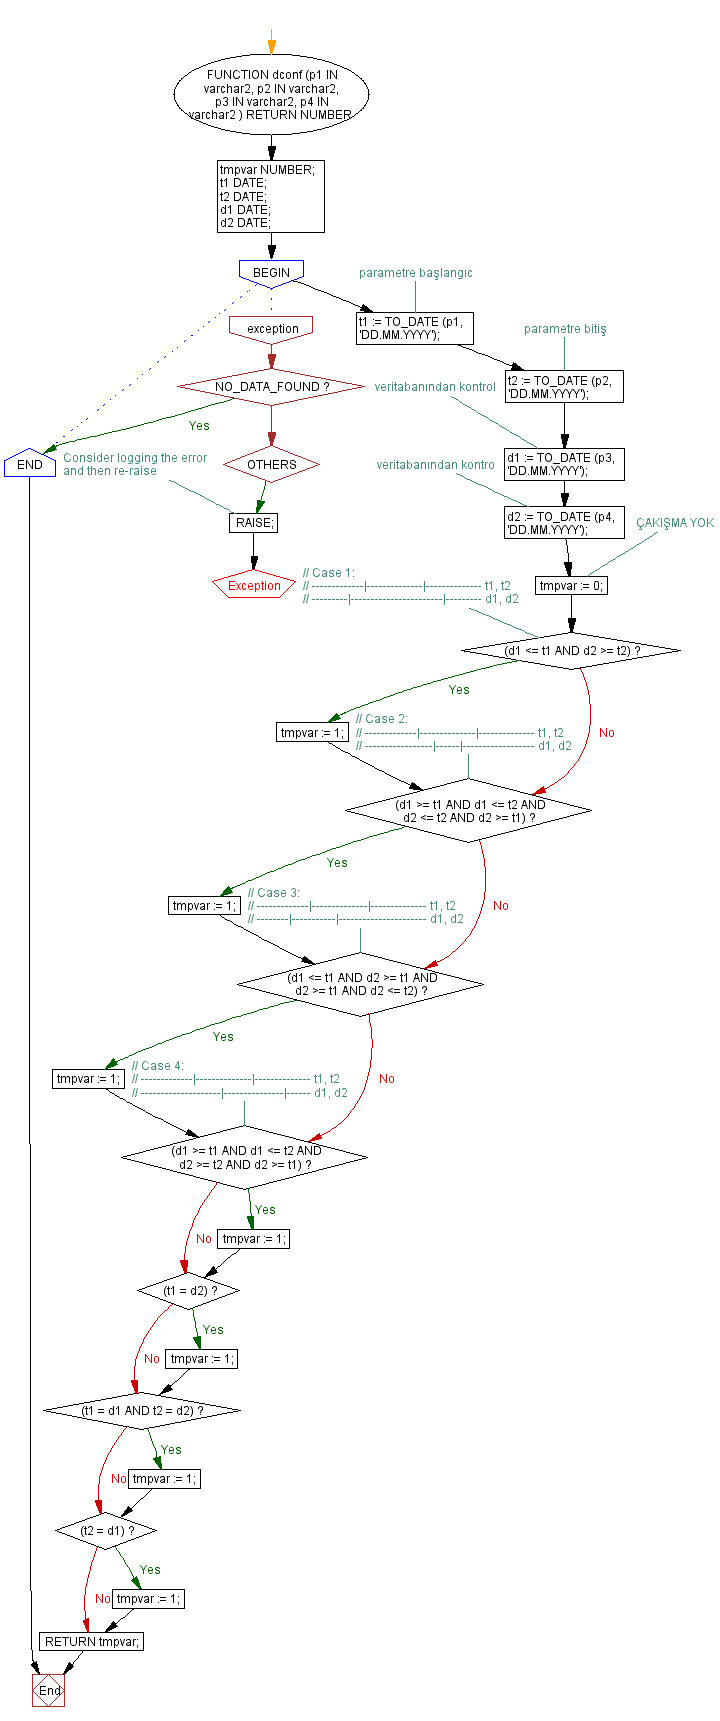 FUNCTION dconf (p1 IN
varchar2, p2 IN varchar2,
p3 IN varchar2, p4 IN
varchar2 ) RETURN NUMBER
tmpvar NUMBER;
t1 DATE;
t2 DATE;
d1 DATE;
d2 DATE;
BEGIN
parametre başlangıc
t1 := TO_DATE (p1,
'DD.MM.YYYY');
exception
parametre bitiş
t2 := TO_DATE (p2,
'DD.MM.YYYY');
NO_DATA_FOUND ?
veritabanından kontrol
Yes
END
Consider logging the error
and then re-raise
OTHERS
veritabanından kontro
d1 := TO_DATE (p3,
'DD.MM.YYYY');
RAISE;
d2 := TO_DATE (p4,
'DD.MM.YYYY');
ÇAKIŞMA YOK
Exception
tmpvar := 0;
// Case 1:
// -------------|--------------|-------------- t1, t2
// ---------|-----------------------|--------- d1, d2
(d1 <= t1 AND d2 >= t2) ?
Yes
No
tmpvar := 1;
// Case 2:
// -------------|--------------|-------------- t1, t2
// -----------------|------|------------------ d1, d2
(d1 >= t1 AND d1 <= t2 AND
d2 <= t2 AND d2 >= t1) ?
Yes
No
tmpvar := 1;
// Case 3:
// -------------|--------------|-------------- t1, t2
// --------|-----------|---------------------- d1, d2
(d1 <= t1 AND d2 >= t1 AND
d2 >= t1 AND d2 <= t2) ?
Yes
No
tmpvar := 1;
// Case 4:
// -------------|--------------|-------------- t1, t2
// --------------------|---------------|------ d1, d2
(d1 >= t1 AND d1 <= t2 AND
d2 >= t2 AND d2 >= t1) ?
Yes
No
tmpvar := 1;
(t1 = d2) ?
Yes
No
tmpvar := 1;
(t1 = d1 AND t2 = d2) ?
Yes
No
tmpvar := 1;
(t2 = d1) ?
Yes
No
tmpvar := 1;
RETURN tmpvar;
End